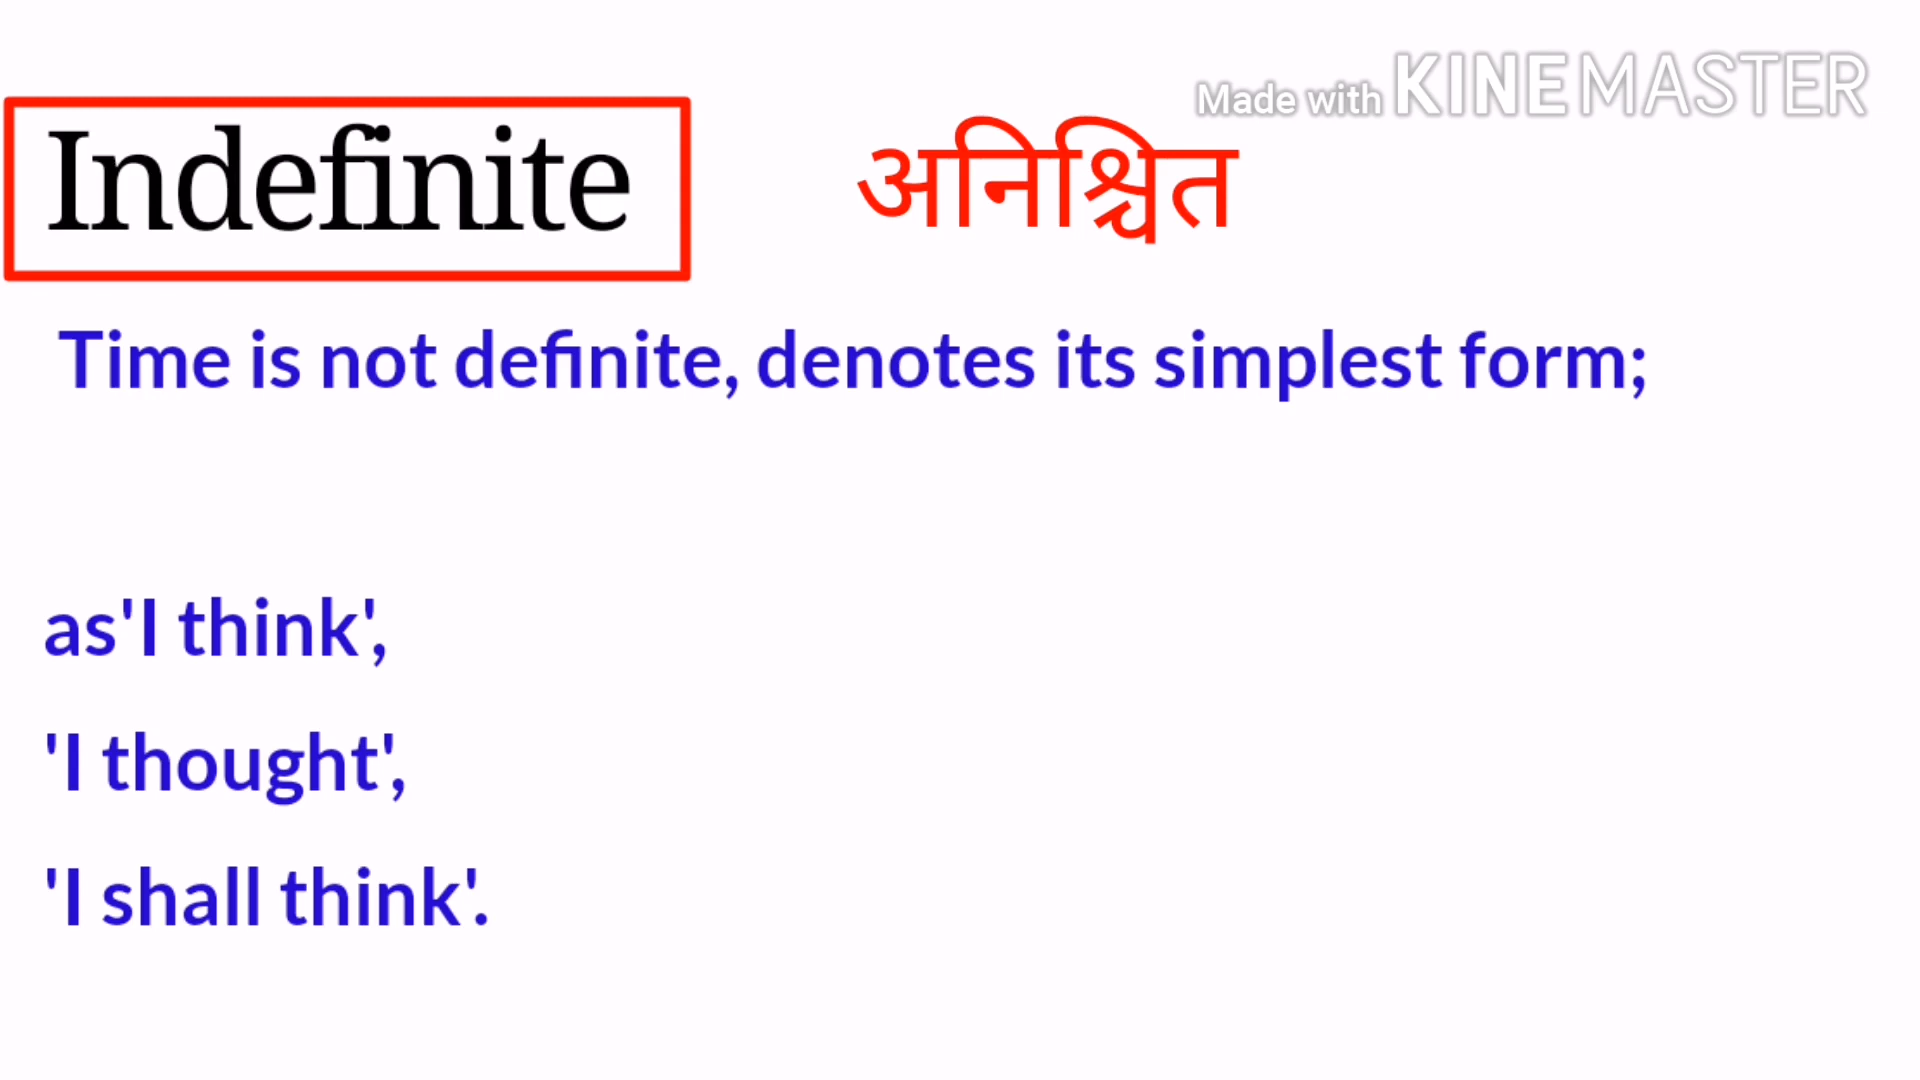 Made with KINEMASTER
Indefinite अनिश्चित
Time is not definite, denotes its simplest form;
as'I think',
'I thought',
'I shall think'.